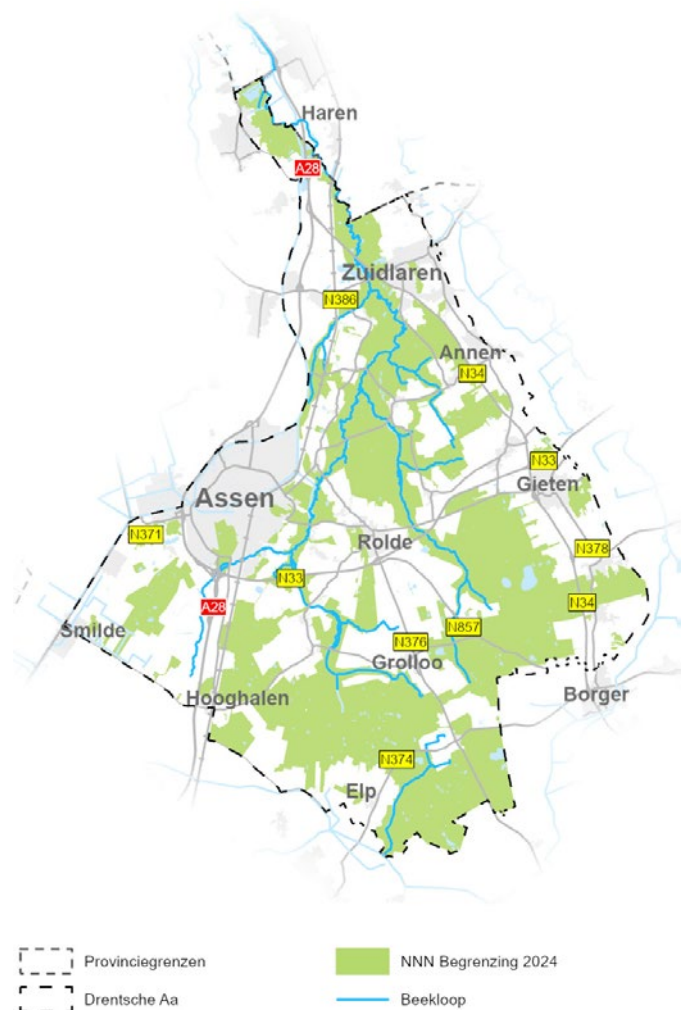 Haren
A28
Zuidlaren
N386
Annen
N34
N33
Gieten
Assen
N371
Rolde
N378
N33
A28
N34
Smilde
N857
N376
Grolloo
Hooghalen
Borger
N374
Elp
Provinciegrenzen
NNN Begrenzing 2024
Drentsche Aa
Beekloop